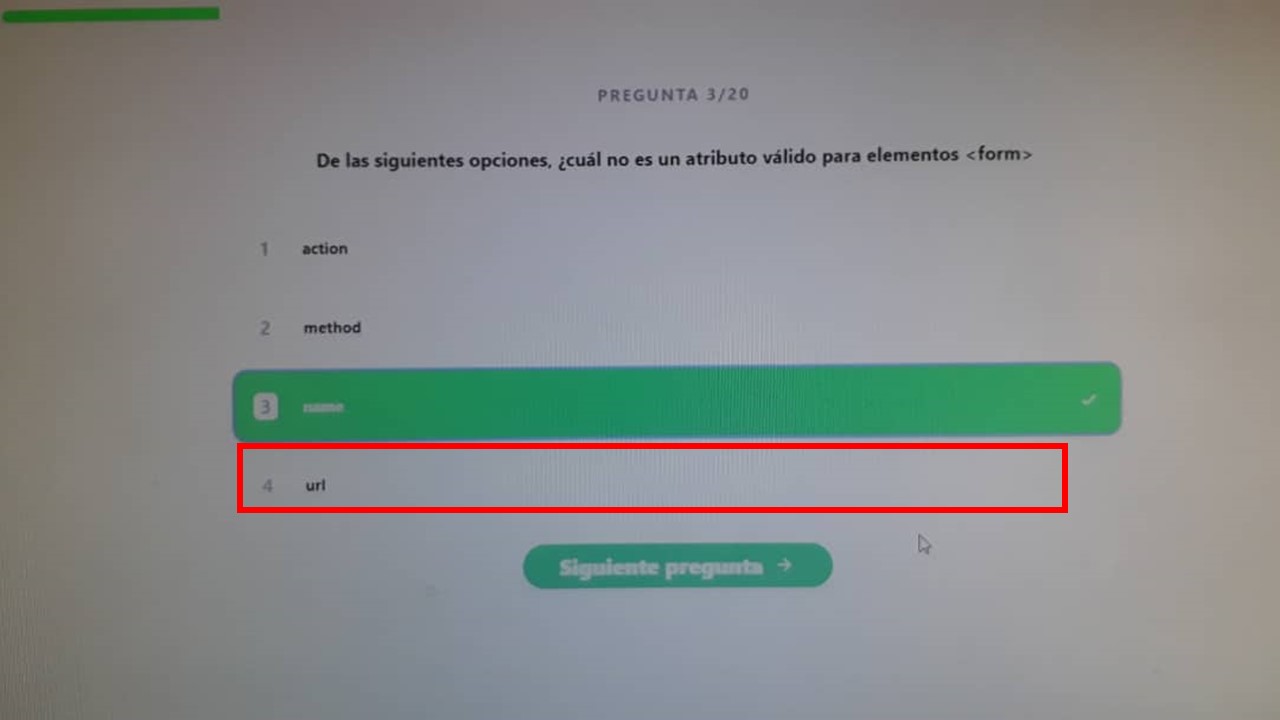 PREGUNTA 3/20
De las siguientes opciones, ¿cuál no es un atributo válido para elementos <form>
1 action
2 method
3 name
4 url
Siguiente pregunta →